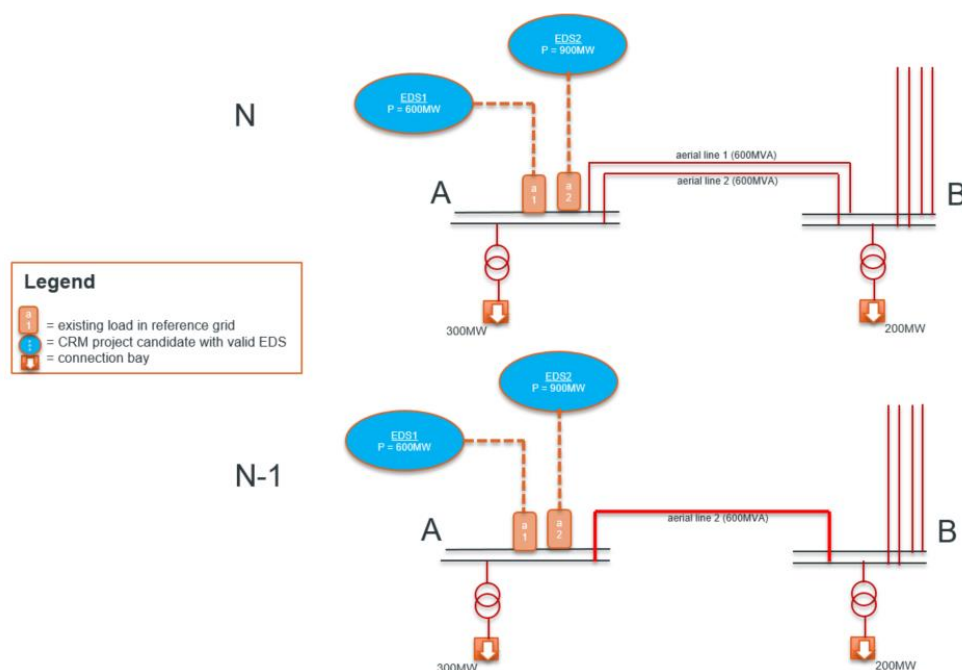 N
EDS2
P = 900MW
EDS1
P = 600MW
aerial line 1 (600MVA)
aerial line 2 (600MVA)
A
a
1
a
2
B
300MW
200MW
Legend
a
1
= existing load in reference grid
⋮
= CRM project candidate with valid EDS
= connection bay
N-1
EDS2
P = 900MW
EDS1
P = 600MW
A
a
1
a
2
aerial line 2 (600MVA)
B
300MW
200MW